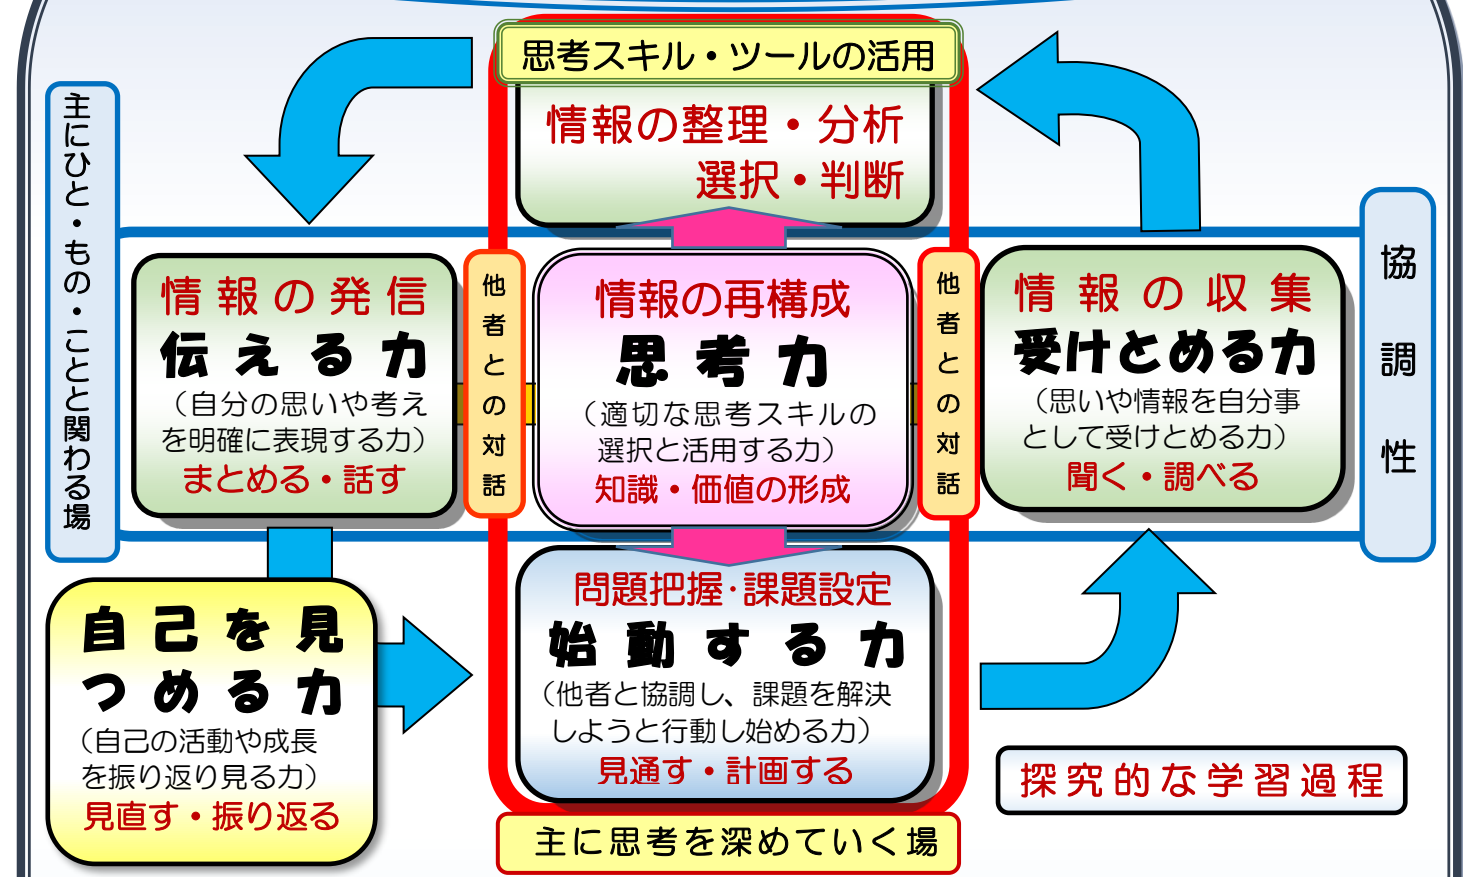 思考スキル・ツールの活用
情報の整理・分析
選択・判断
主にひと・もの・こと​と関わる場
情報の発信
伝える力
（自分の思いや考え
を明確に表現する力）
まとめる・話す
他者との対話
情報の再構成
思考力
（適切な思考スキルの
選択と活用する力）
知識・価値の形成
他者との対話
情報の収集
受けとめる力
（思いや情報を自分事
として受けとめる力）
聞く・調べる
協調性
自己を見
つめる力
（自己の活動や成長
を振り返り見る力）
見直す・振り返る
問題把握・課題設定
始動する力
（他者と協調し、課題を解決
しようと行動し始める力）
見通す・計画する
探究的な学習過程
主に思考を深めていく場